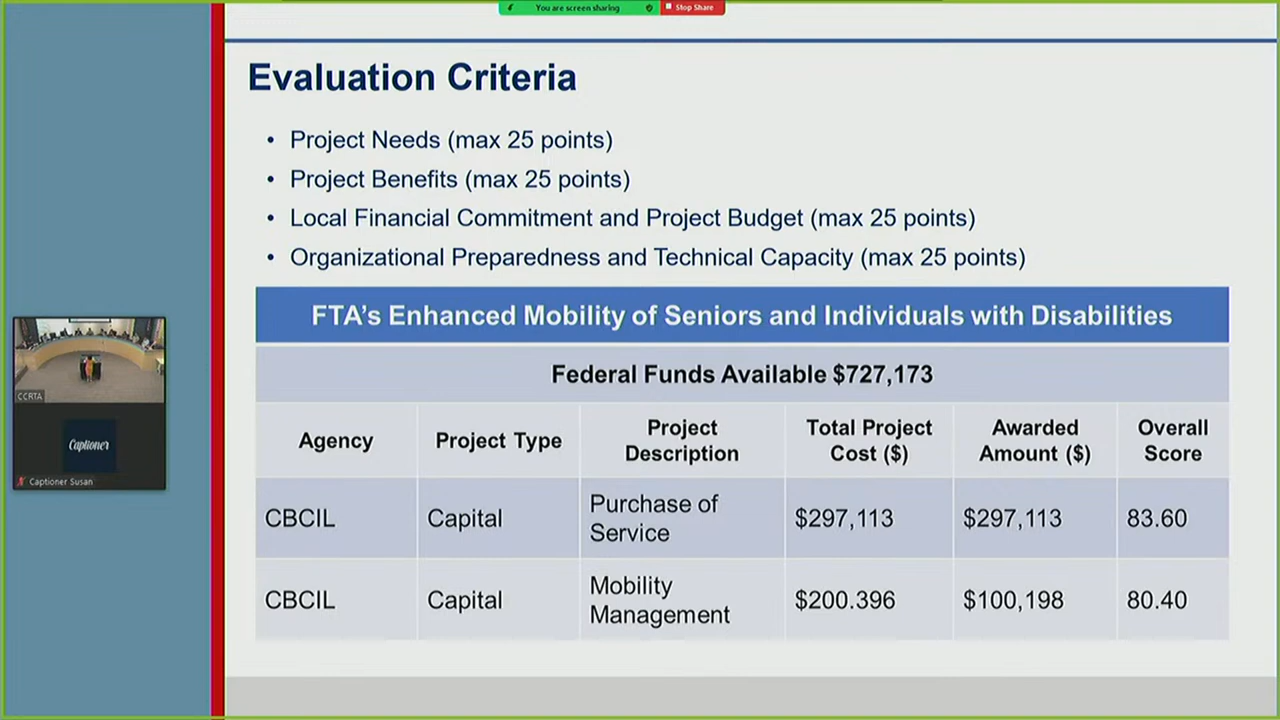 You are screen sharing
Stop Share
Evaluation Criteria
• Project Needs (max 25 points)
• Project Benefits (max 25 points)
• Local Financial Commitment and Project Budget (max 25 points)
• Organizational Preparedness and Technical Capacity (max 25 points)
FTA's Enhanced Mobility of Seniors and Individuals with Disabilities
Federal Funds Available $727,173
Agency
Project Type
Project
Description
Total Project
Cost ($)
Awarded
Amount ($)
Overall
Score
CBCIL
Capital
Purchase of
Service
$297,113
$297,113
83.60
CBCIL
Capital
Mobility
Management
$200.396
$100,198
80.40
CCRTA
Captioner
Captioner Susan